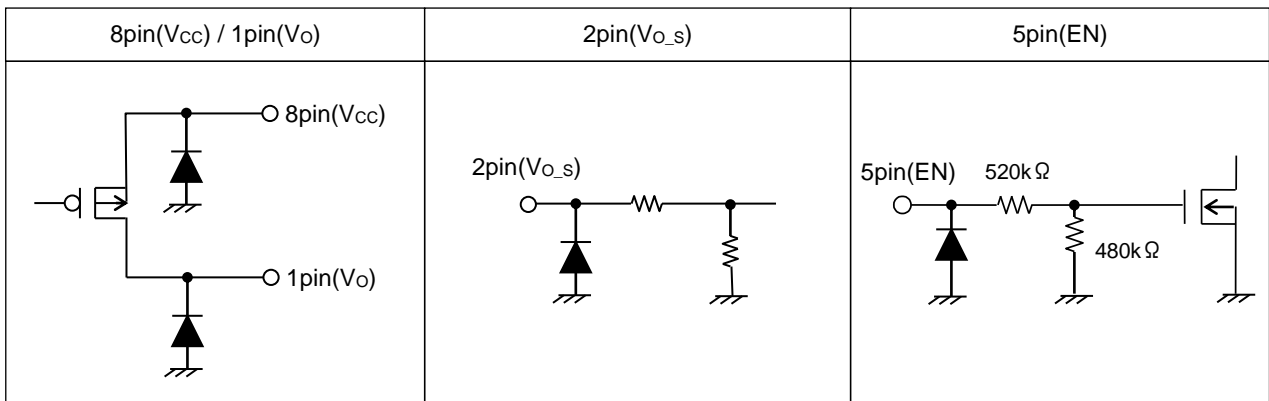 8pin(VCC) / 1pin(VO)
2pin(VO_S)
5pin(EN)
8pin(VCC)
1pin(VO)
2pin(VO_S)
5pin(EN)
520kΩ
480kΩ